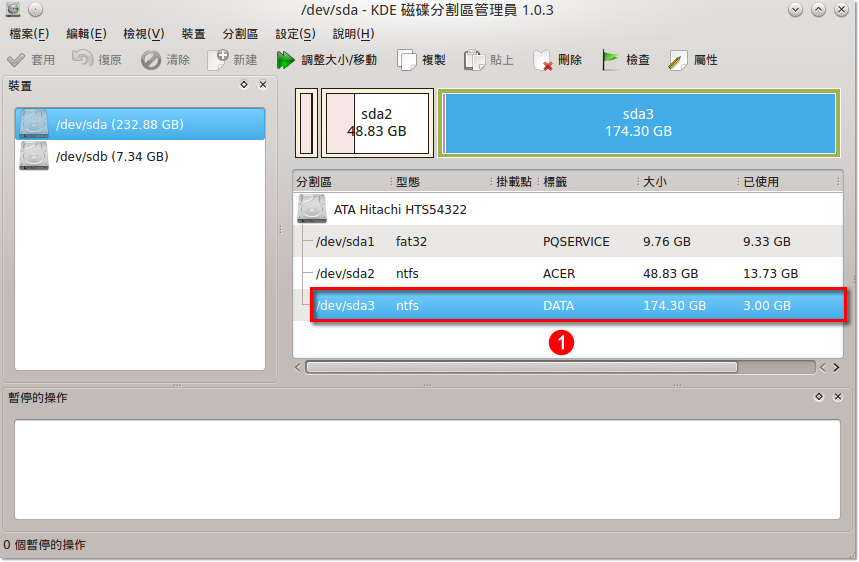 /dev/sda - KDE 磁碟分割區管理員 1.0.3
檔案(F) 編輯(E) 檢視(V) 裝置 分割區 設定(S) 說明(H)
套用 復原 清除 新建 調整大小/移動 複製 貼上 刪除 檢查 屬性
裝置
/dev/sda (232.88 GB)
/dev/sdb (7.34 GB)
sda2
48.83 GB
sda3
174.30 GB
分割區 型態 掛載點 標籤 大小 已使用
ATA Hitachi HTS54322
/dev/sda1 fat32 PQSERVICE 9.76 GB 9.33 GB
/dev/sda2 ntfs ACER 48.83 GB 13.73 GB
/dev/sda3 ntfs DATA 174.30 GB 3.00 GB
1
暫停的操作
0 個暫停的操作